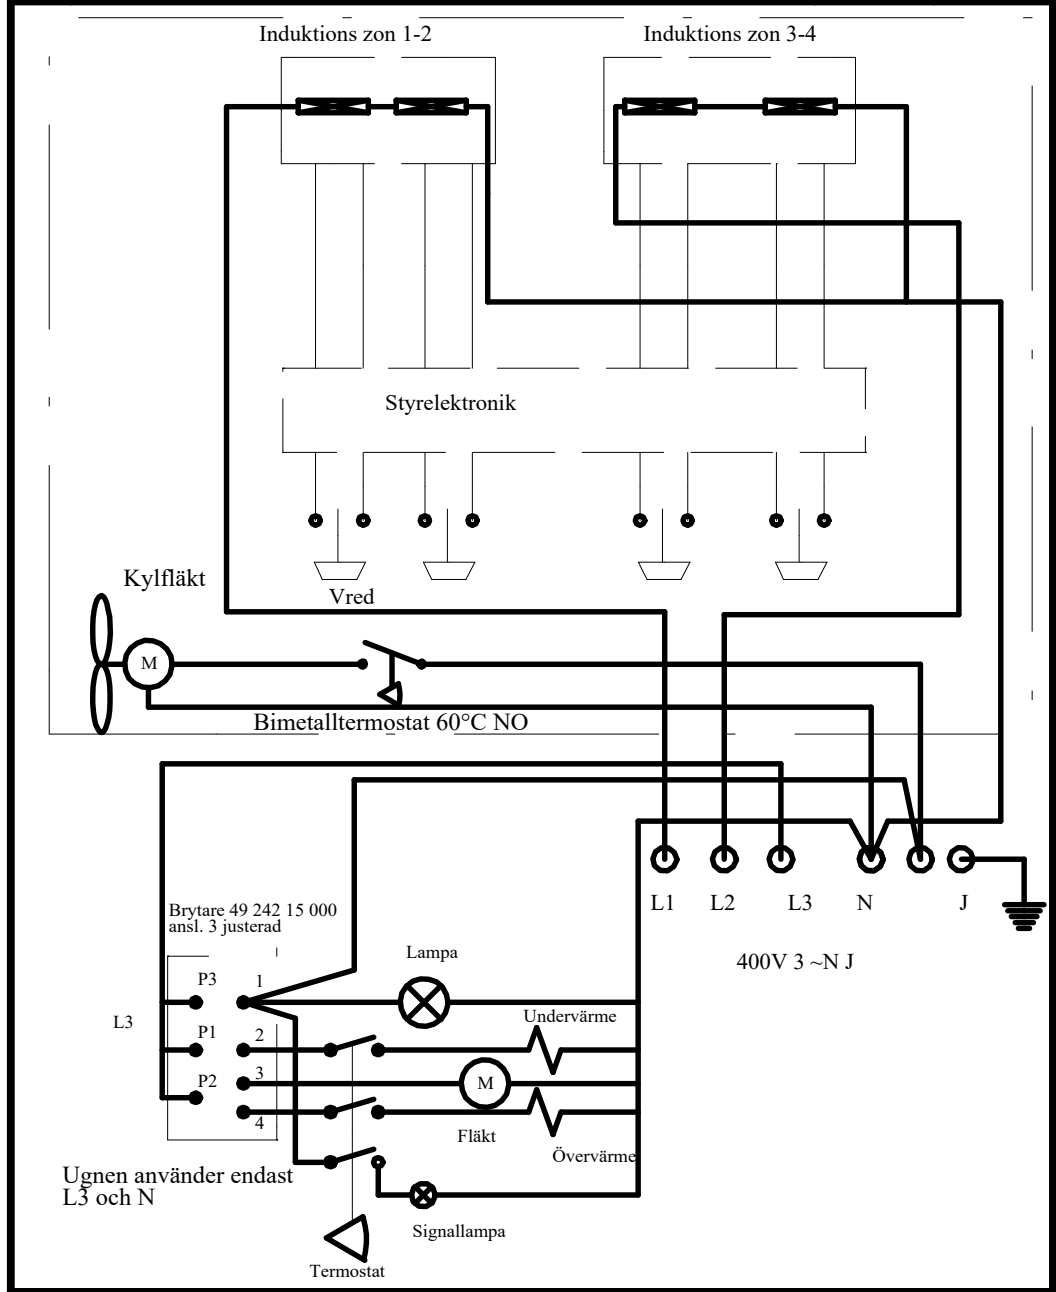 Induktions zon 1-2
Induktions zon 3-4
Styrelektronik
Kylfläkt
Vred
M
Bimetalltermostat 60°C NO
L1
L2
L3
N
J
400V 3 ~N J
Brytare 49 242 15 000
ansl. 3 justerad
Lampa
P3
1
L3
Undervärme
P1
2
P2
3
M
4
Fläkt
Övervärme
Ugnen använder endast
L3 och N
Signallampa
Termostat